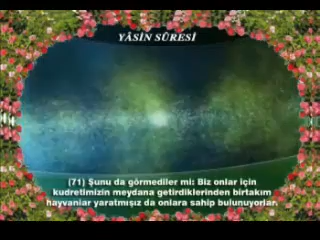 YÂSİN SÛRESİ
(71) Şunu da görmediler mi: Biz onlar için
kudretimizin meydana getirdiklerinden birtakım
hayvanlar yaratmışız da onlara sahip bulunuyorlar.